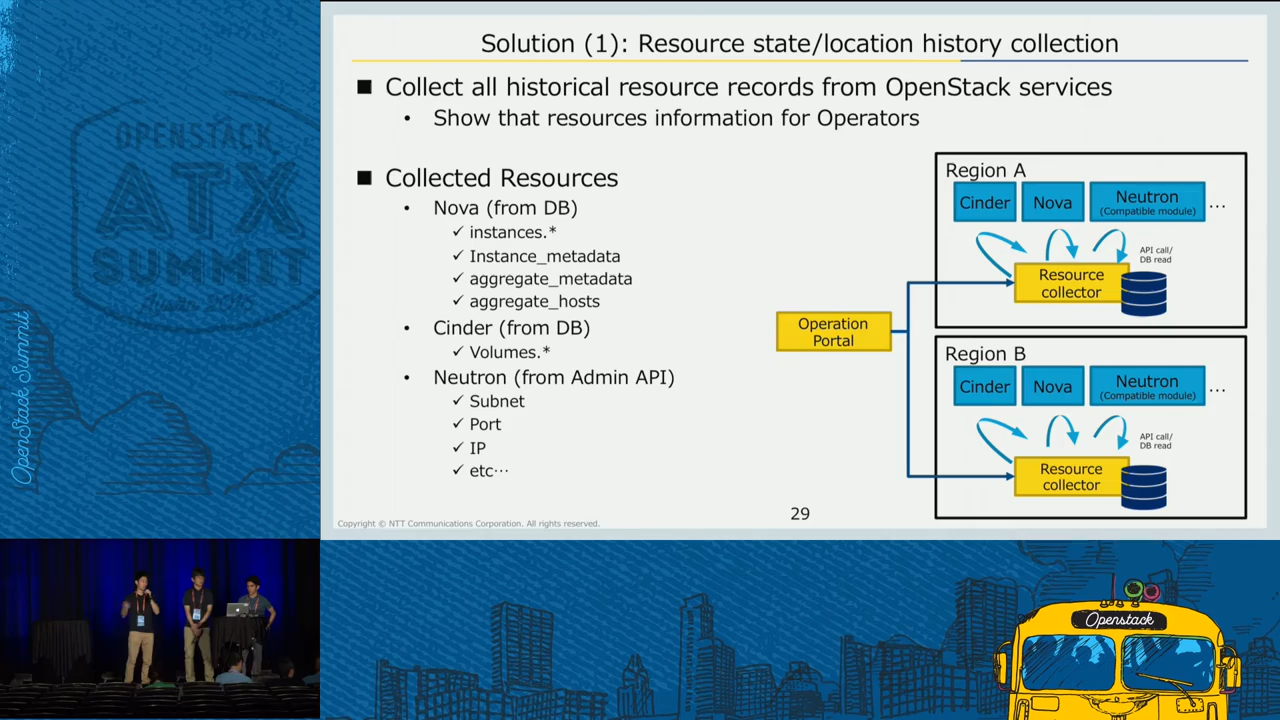 Solution (1): Resource state/location history collection
■ Collect all historical resource records from OpenStack services
• Show that resources information for Operators
■ Collected Resources
• Nova (from DB)
✓ instances.*
✓ Instance_metadata
✓ aggregate_metadata
✓ aggregate_hosts
• Cinder (from DB)
✓ Volumes.*
• Neutron (from Admin API)
✓ Subnet
✓ Port
✓ IP
✓ etc…
Operation
Portal
Region A
Cinder
Nova
Neutron
(Compatible module)
…
API call/
DB read
Resource
collector
Region B
Cinder
Nova
Neutron
(Compatible module)
…
API call/
DB read
Resource
collector
Copyright © NTT Communications Corporation. All rights reserved.
29
OPENSTACK
ATX
SUMMIT
OpenStack Summit
Openstack